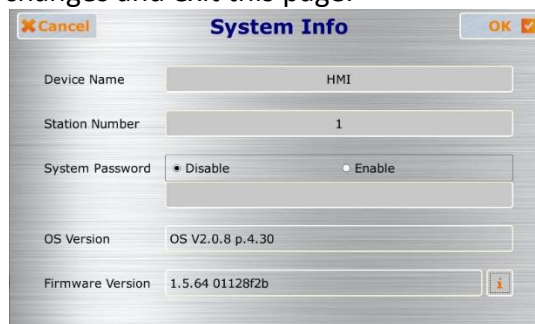 changes and exit this page.
Cancel System Info OK
Device Name HMI
Station Number 1
System Password Disable Enable
OS Version OS V2.0.8 p.4.30
Firmware Version 1.5.64 01128f2b i